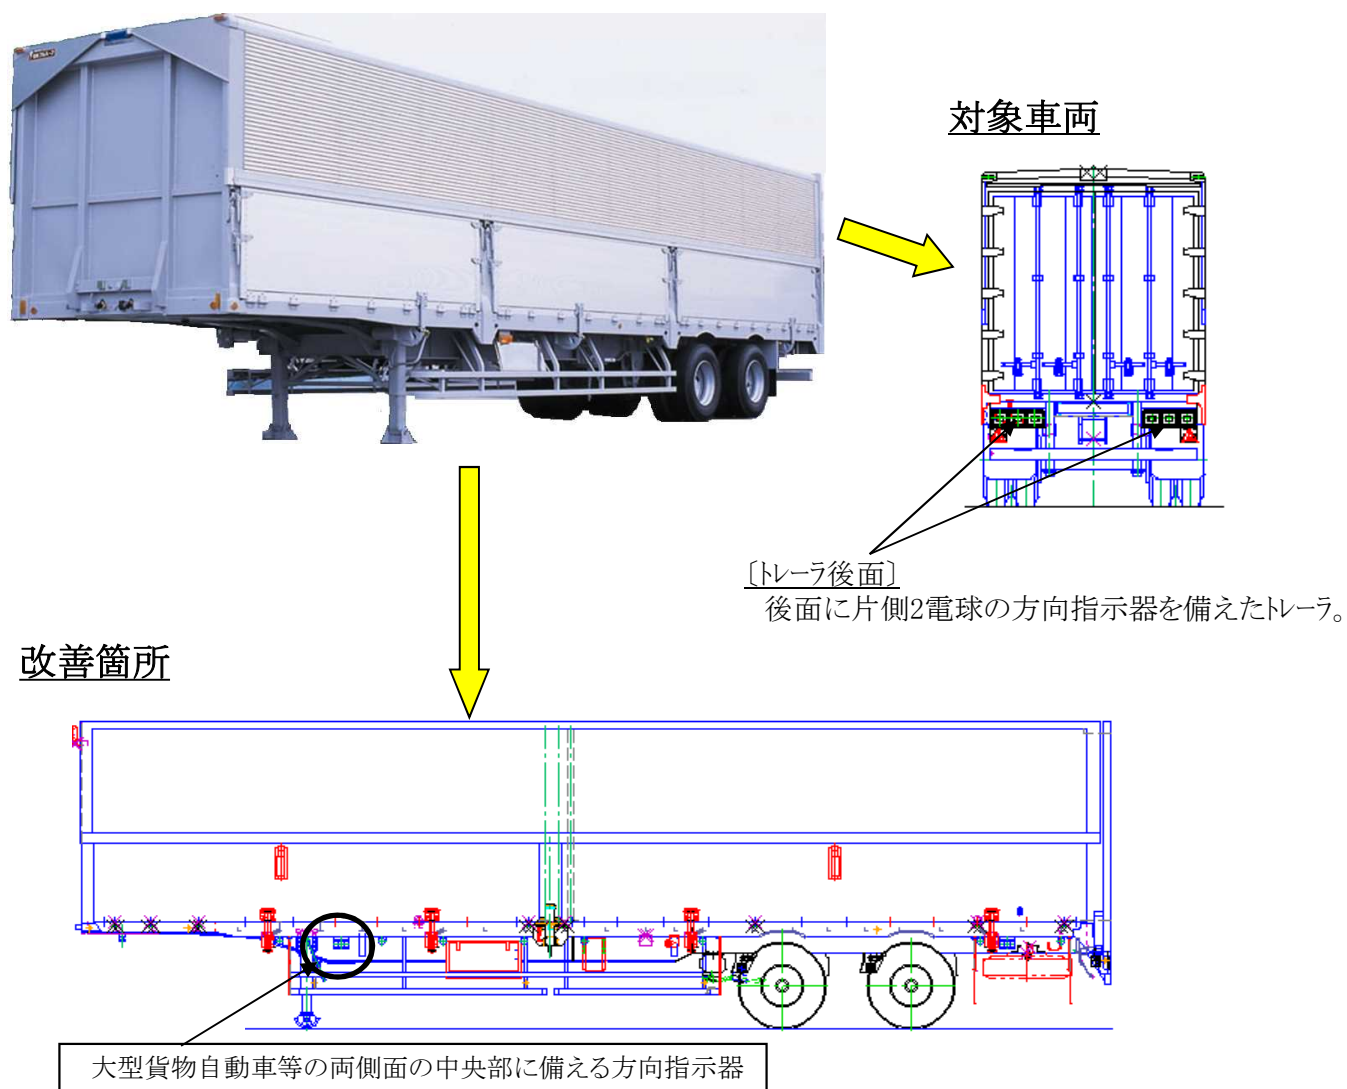 対象車両
〔トレーラ後面〕
後面に片側2電球の方向指示器を備えたトレーラ。
改善箇所
大型貨物自動車等の両側面の中央部に備える方向指示器